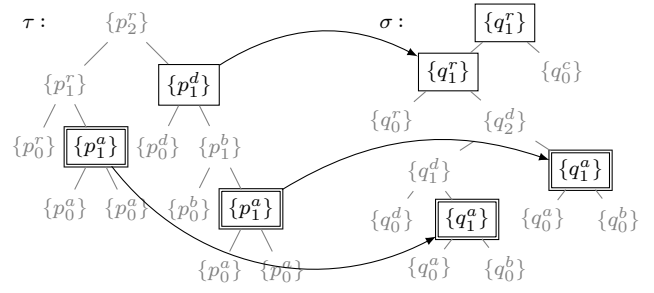 τ : {p_2^r} σ : {q_1^r}
{p_1^r} {p_1^d} {q_1^r} {q_0^c}
{p_0^r} {p_1^a} {p_0^d} {p_1^b} {q_0^r} {q_2^d}
{p_0^a} {p_0^a} {p_0^b} {p_1^a} {q_1^d} {q_1^a}
{q_0^d} {q_1^a} {q_0^a} {q_0^b}
{p_0^a} {p_0^a} {q_0^a} {q_0^b}